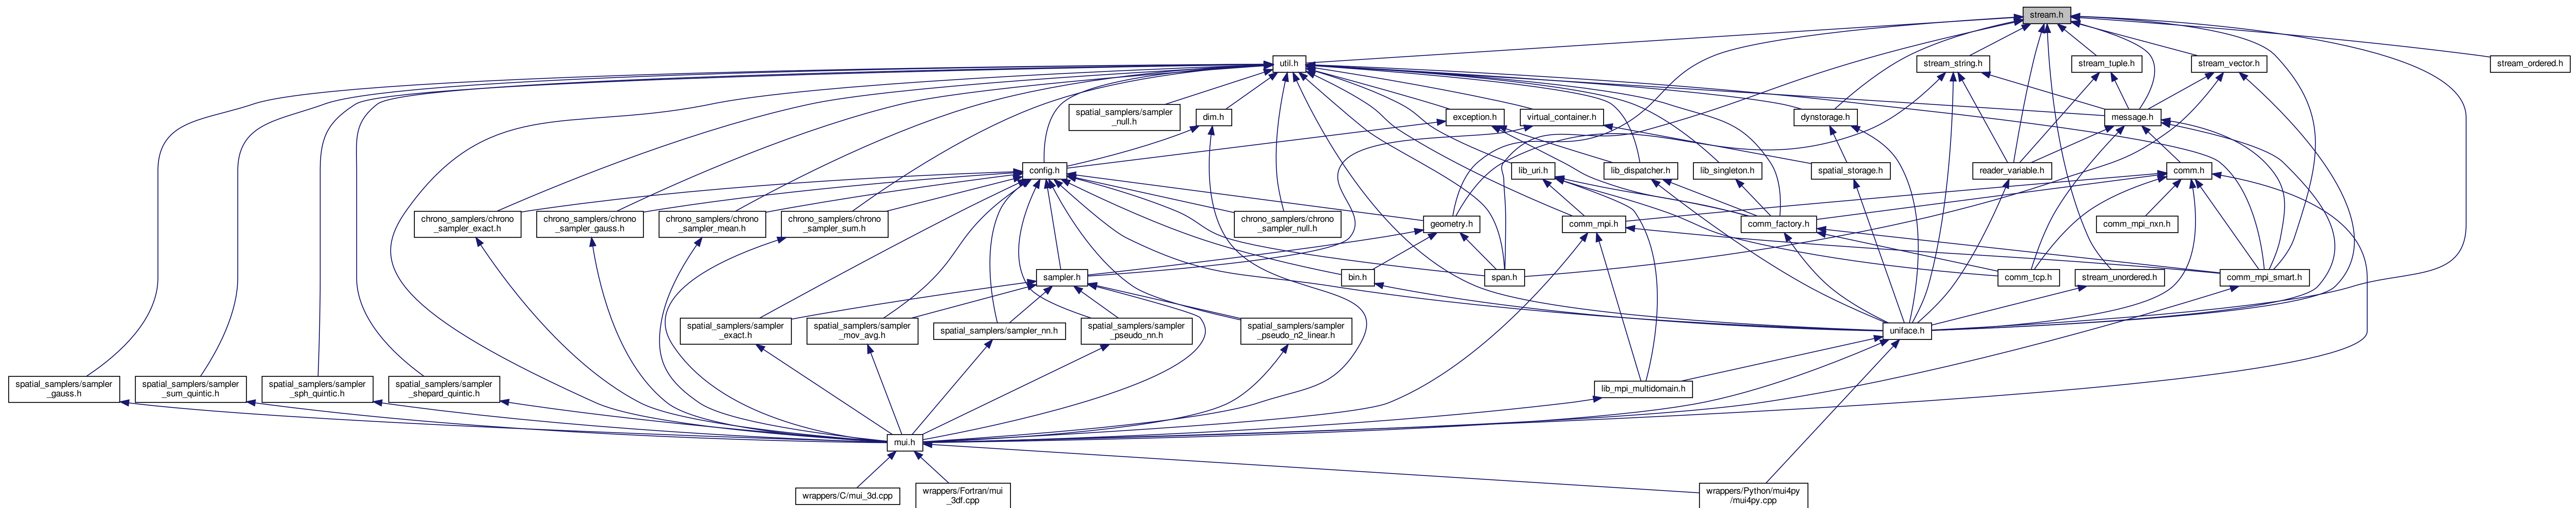 stream.h
util.h
stream_string.h
stream_tuple.h
stream_vector.h
stream_ordered.h
spatial_samplers/sampler
_null.h
dim.h
exception.h
virtual_container.h
dynstorage.h
message.h
config.h
lib_uri.h
lib_dispatcher.h
lib_singleton.h
spatial_storage.h
reader_variable.h
comm.h
chrono_samplers/chrono
_sampler_exact.h
chrono_samplers/chrono
_sampler_gauss.h
chrono_samplers/chrono
_sampler_mean.h
chrono_samplers/chrono
_sampler_sum.h
chrono_samplers/chrono
_sampler_null.h
geometry.h
comm_mpi.h
comm_factory.h
comm_mpi_nxn.h
sampler.h
bin.h
span.h
comm_tcp.h
stream_unordered.h
comm_mpi_smart.h
spatial_samplers/sampler
_exact.h
spatial_samplers/sampler
_mov_avg.h
spatial_samplers/sampler_nn.h
spatial_samplers/sampler
_pseudo_nn.h
spatial_samplers/sampler
_pseudo_n2_linear.h
uniface.h
spatial_samplers/sampler
_gauss.h
spatial_samplers/sampler
_sum_quintic.h
spatial_samplers/sampler
_sph_quintic.h
spatial_samplers/sampler
_shepard_quintic.h
lib_mpi_multidomain.h
mui.h
wrappers/C/mui_3d.cpp
wrappers/Fortran/mui
_3df.cpp
wrappers/Python/mui4py
/mui4py.cpp